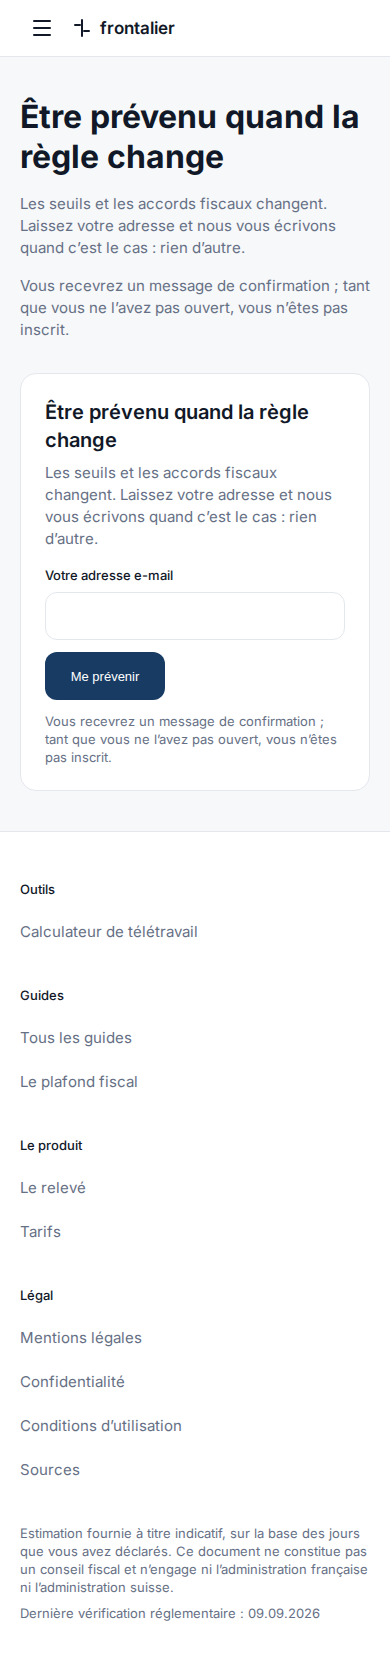 frontalier
Être prévenu quand la
règle change
Les seuils et les accords fiscaux changent.
Laissez votre adresse et nous vous écrivons
quand c’est le cas : rien d’autre.
Vous recevrez un message de confirmation ; tant
que vous ne l’avez pas ouvert, vous n’êtes pas
inscrit.
Être prévenu quand la règle
change
Les seuils et les accords fiscaux
changent. Laissez votre adresse et nous
vous écrivons quand c’est le cas : rien
d’autre.
Votre adresse e-mail
Me prévenir
Vous recevrez un message de confirmation ;
tant que vous ne l’avez pas ouvert, vous n’êtes
pas inscrit.
Outils
Calculateur de télétravail
Guides
Tous les guides
Le plafond fiscal
Le produit
Le relevé
Tarifs
Légal
Mentions légales
Confidentialité
Conditions d’utilisation
Sources
Estimation fournie à titre indicatif, sur la base des jours
que vous avez déclarés. Ce document ne constitue pas
un conseil fiscal et n’engage ni l’administration française
ni l’administration suisse.
Dernière vérification réglementaire : 09.09.2026